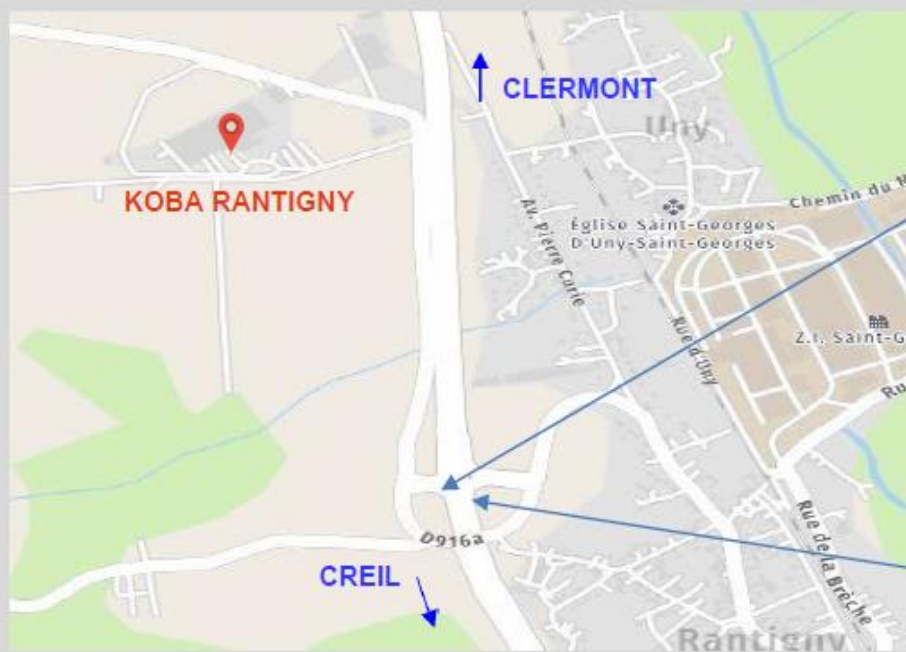 CLERMONT
Uny
KOBA RANTIGNY
Chemin du
Église Saint-Georges
D'Uny-Saint-Georges
Av. Pierre Curie
Z.i. Saint-G
Rue d'Uny
Ru
D916a
Rue de la Brèche
CREIL
Rantigny